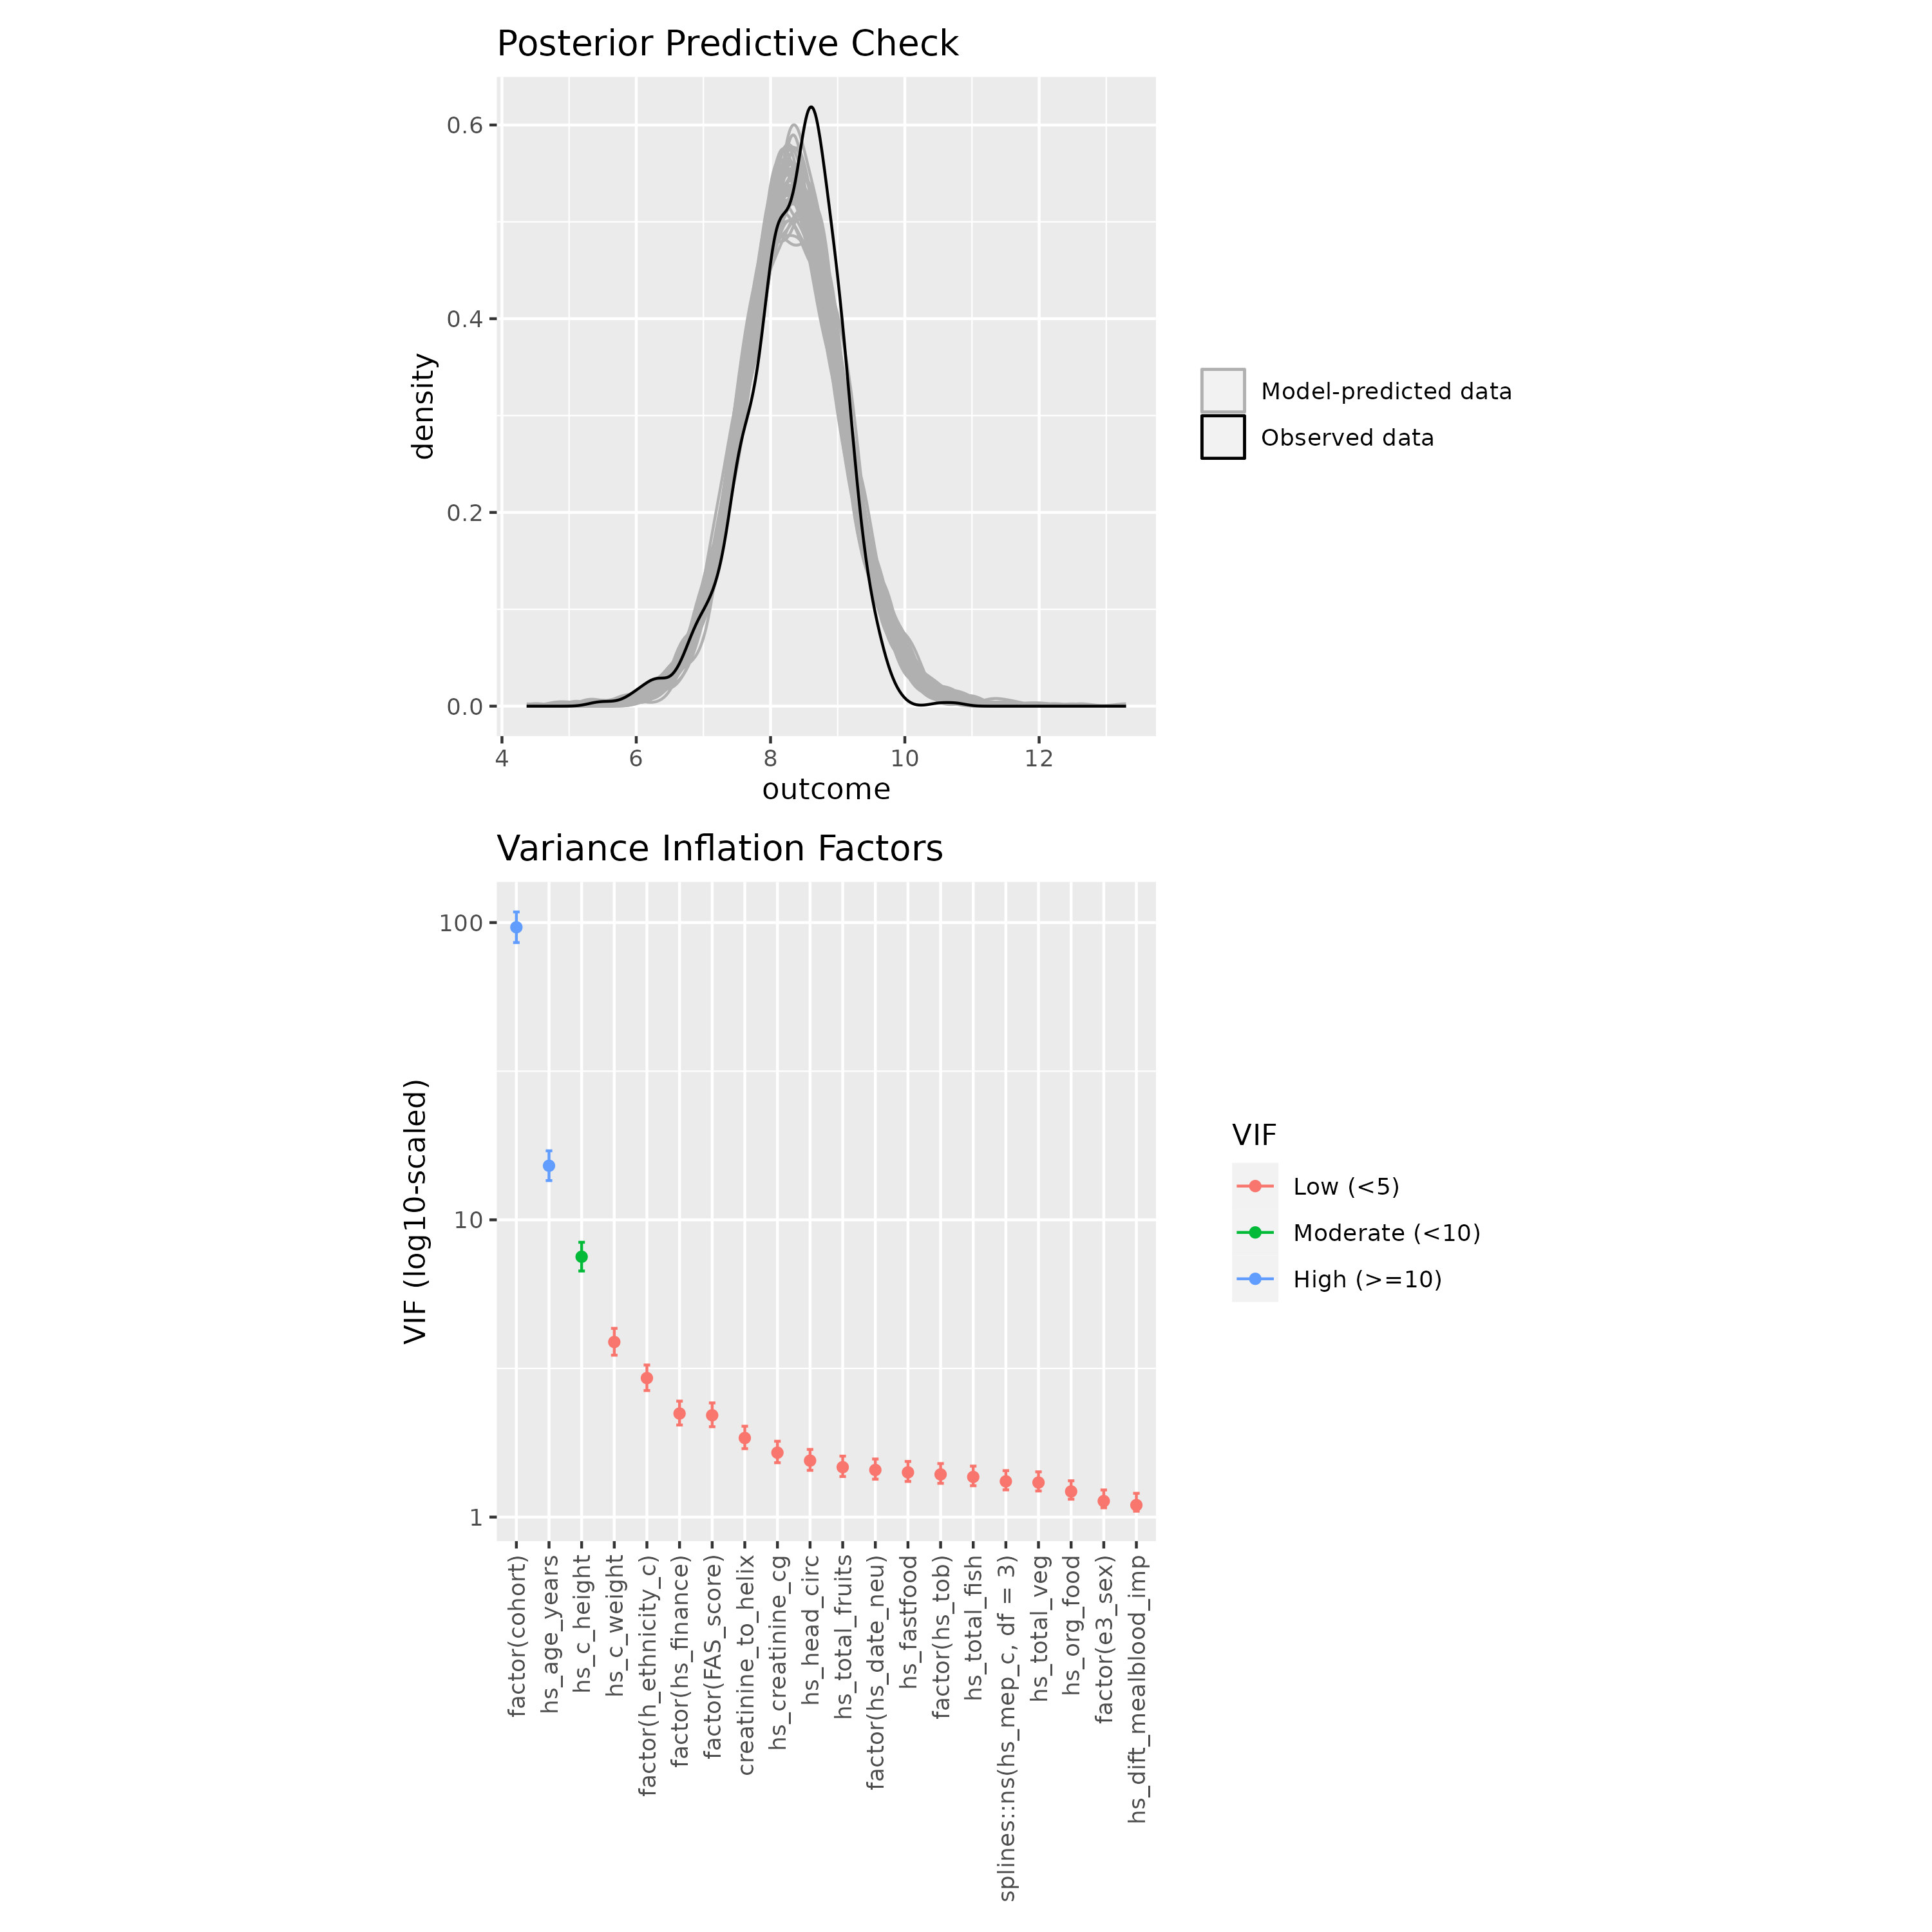 Posterior Predictive Check
0.6
0.4
0.2
0.0
density
4
6
8
10
12
outcome
Model-predicted data
Observed data
Variance Inflation Factors
100
10
1
VIF (log10-scaled)
factor(cohort)
hs_age_years
hs_c_height
hs_c_weight
factor(h_ethnicity_c)
factor(hs_finance)
factor(FAS_score)
creatinine_to_helix
hs_creatinine_cg
hs_head_circ
hs_total_fruits
factor(hs_date_neu)
hs_fastfood
factor(hs_tob)
hs_total_fish
splines::ns(hs_mep_c, df = 3)
hs_total_veg
hs_org_food
factor(e3_sex)
hs_dift_mealblood_imp
VIF
Low (<5)
Moderate (<10)
High (>=10)